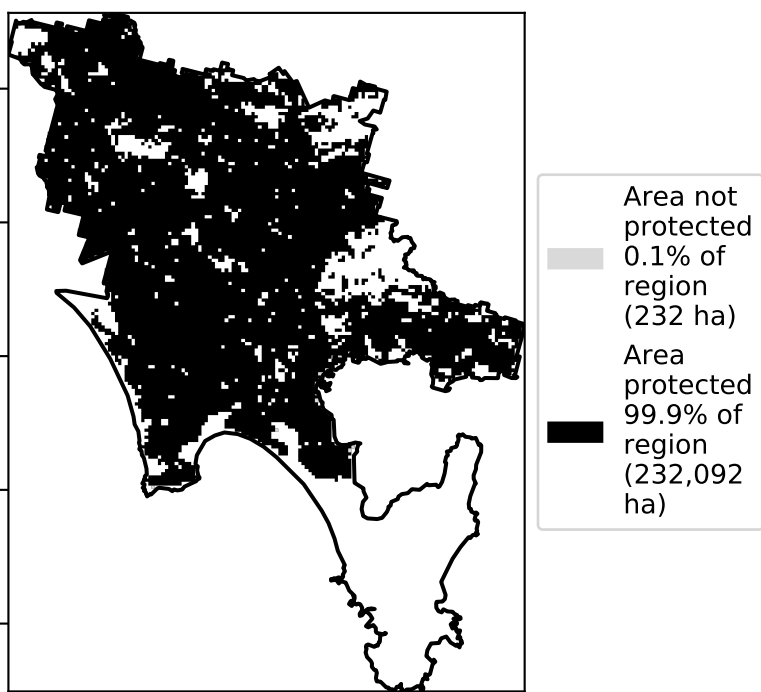 Area not
protected
0.1% of
region
(232 ha)
Area
protected
99.9% of
region
(232,092
ha)